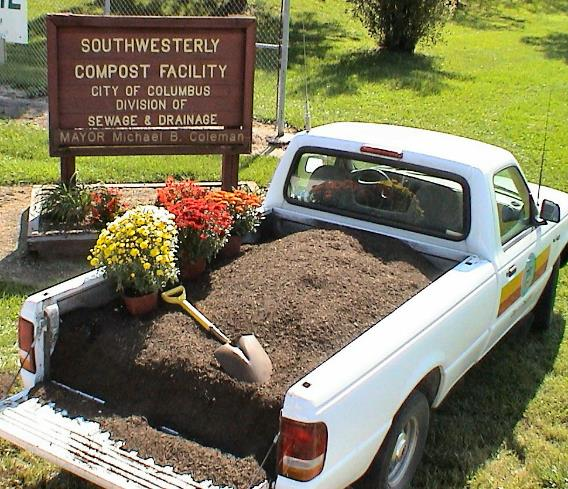 SOUTHWESTERLY
COMPOST FACILITY
CITY OF COLUMBUS
DIVISION OF
SEWAGE & DRAINAGE
MAYOR Michael B. Coleman